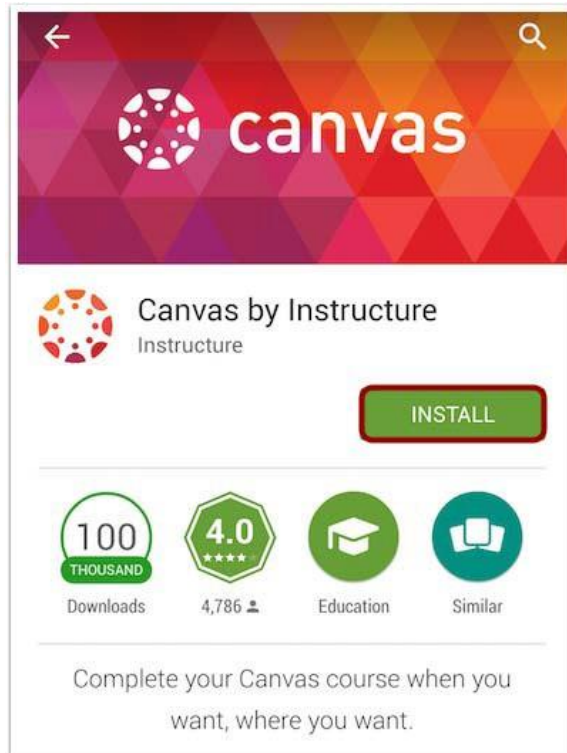 canvas
Canvas by Instructure
Instructure
INSTALL
100
THOUSAND
Downloads
4.0
4,786
Education
Similar
Complete your Canvas course when you
want, where you want.